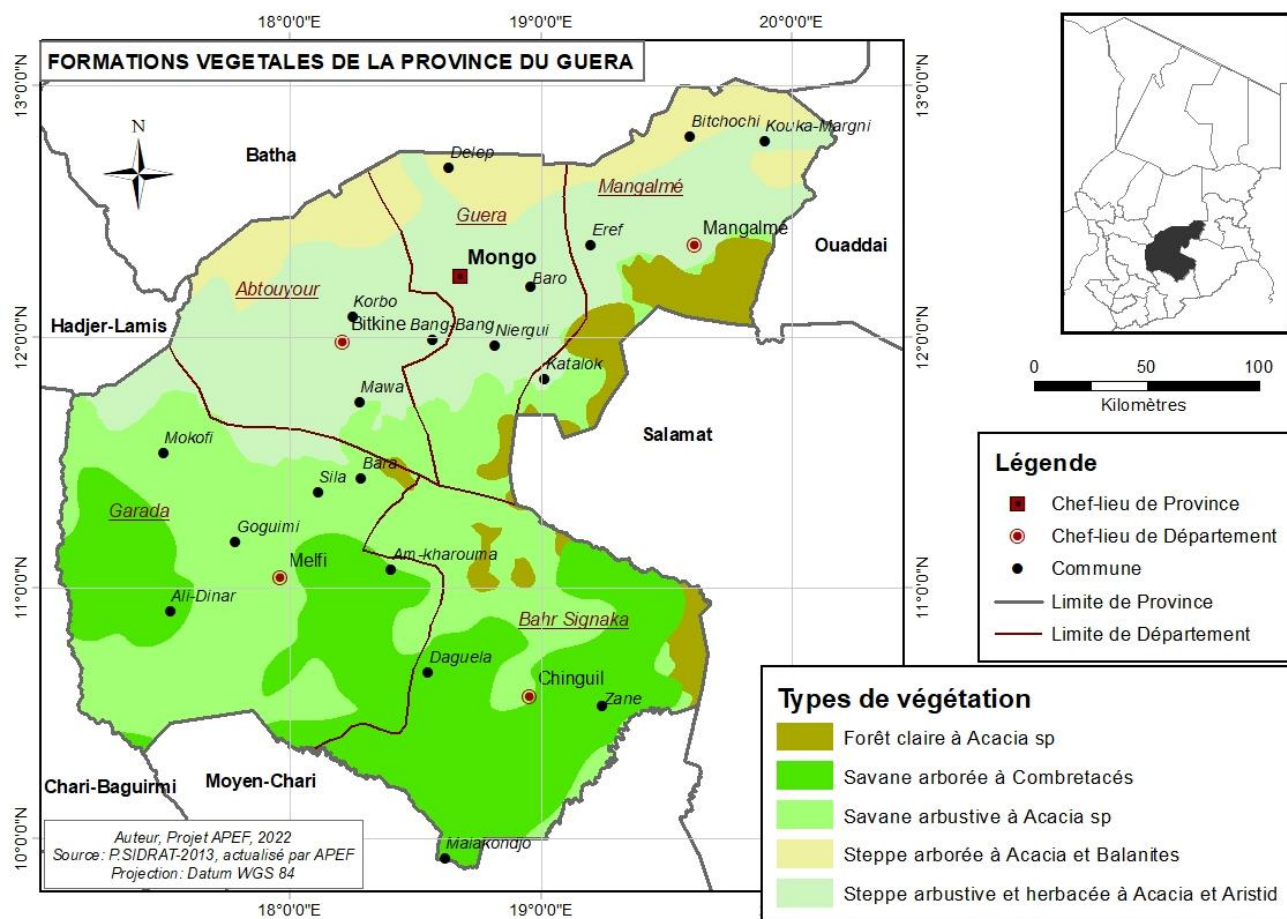 18°0'0"E
19°0'0"E
20°0'0"E
FORMATIONS VEGETALES DE LA PROVINCE DU GUERA
13°0'0"N
13°0'0"N
N
Batha
Bitchochi
Kouka-Margni
Delep
Mangalmé
Guera
Eref
Mangalmé
Ouaddai
Mongo
Baro
Abtouyour
Korbo
Hadjer-Lamis
Bitkine
Bang-Bang
Niergui
12°0'0"N
12°0'0"N
Katalok
Mawa
0
50
100
Kilomètres
Salamat
Mokofi
Bara
Sila
Garada
Goguimi
Melfi
Am-kharouma
11°0'0"N
11°0'0"N
Ali-Dinar
Bahr Signaka
Daguela
Chinguil
Zane
Chari-Baguirmi
Moyen-Chari
10°0'0"N
10°0'0"N
Malakondjo
Auteur, Projet APEF, 2022
Source: P.SIDRAT-2013, actualisé par APEF
Projection: Datum WGS 84
18°0'0"E
19°0'0"E
Légende
Chef-lieu de Province
Chef-lieu de Département
Commune
Limite de Province
Limite de Département
Types de végétation
Forêt claire à Acacia sp
Savane arborée à Combretacés
Savane arbustive à Acacia sp
Steppe arborée à Acacia et Balanites
Steppe arbustive et herbacée à Acacia et Aristid